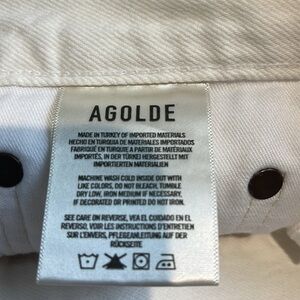 AGOLDE
MADE IN TURKEY OF IMPORTED MATERIALS
HECHO EN TURQUIA DE MATERIALES IMPORTADOS
FABRIQUÉ EN TURQUIE A PARTIR DE MATÉRIAUX
IMPORTÉS, IN DER TÜRKEI HERGESTELLT MIT
IMPORTIERTEN MATERIALEN
MACHINE WASH COLD INSIDE OUT WITH
LIKE COLORS, DO NOT BLEACH, TUMBLE
DRY LOW, IRON MEDIUM IF NECESSARY,
IF DECORATED OR PRINTED DO NOT IRON.
SEE CARE ON REVERSE, VEA EL CUIDADO EN EL
REVERSO, VOIR LES INSTRUCTIONS D'ENTRETIEN
SUR L'ENVERS, PFLEGEANLEITUNG AUF DER
RÜCKSEITE